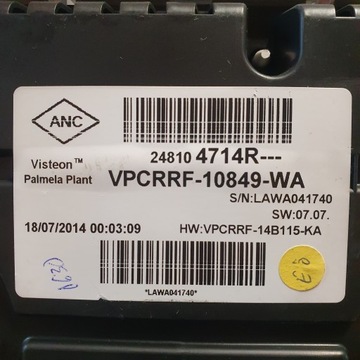 ANC
Visteon™
Palmela Plant
24810 4714R---
VPCRRF-10849-WA
S/N:LAWA041740
SW:07.07.
18/07/2014 00:03:09
HW:VPCRRF-14B115-KA
*LAWA041740*